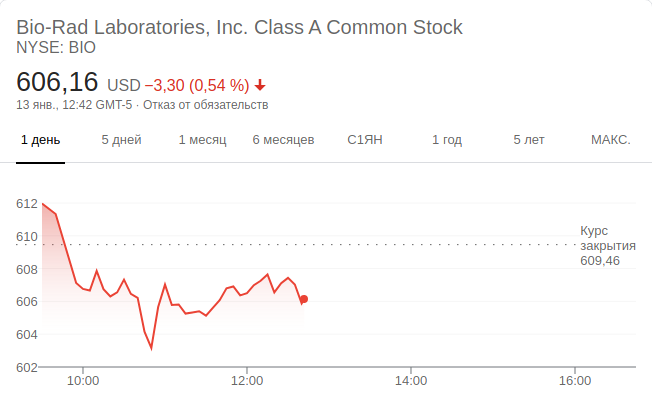 Bio-Rad Laboratories, Inc. Class A Common Stock
NYSE: BIO
606,16 USD −3,30 (0,54 %)
13 янв., 12:42 GMT-5 · Отказ от обязательств
1 день 5 дней 1 месяц 6 месяцев С1ЯН 1 год 5 лет МАКС.
612
610
608
606
604
602
Курс
закрытия
609,46
10:00 12:00 14:00 16:00